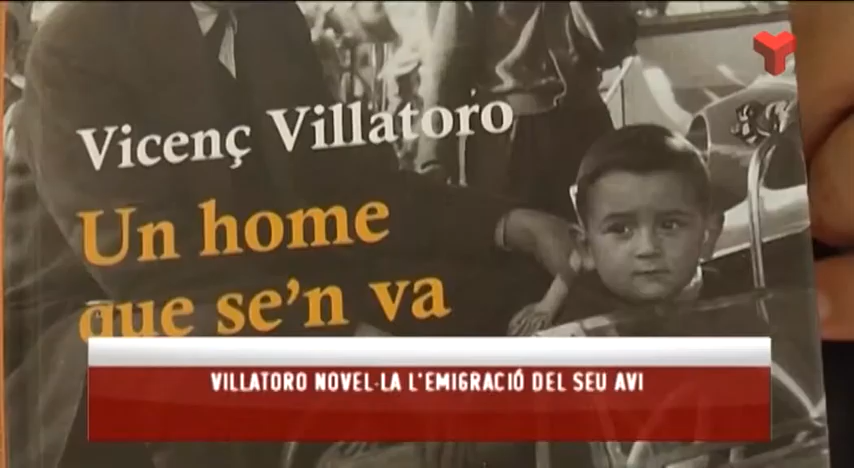 Vicenç Villatoro
Un home
que se'n va
VILLATORO NOVEL·LA L'EMIGRACIÓ DEL SEU AVI